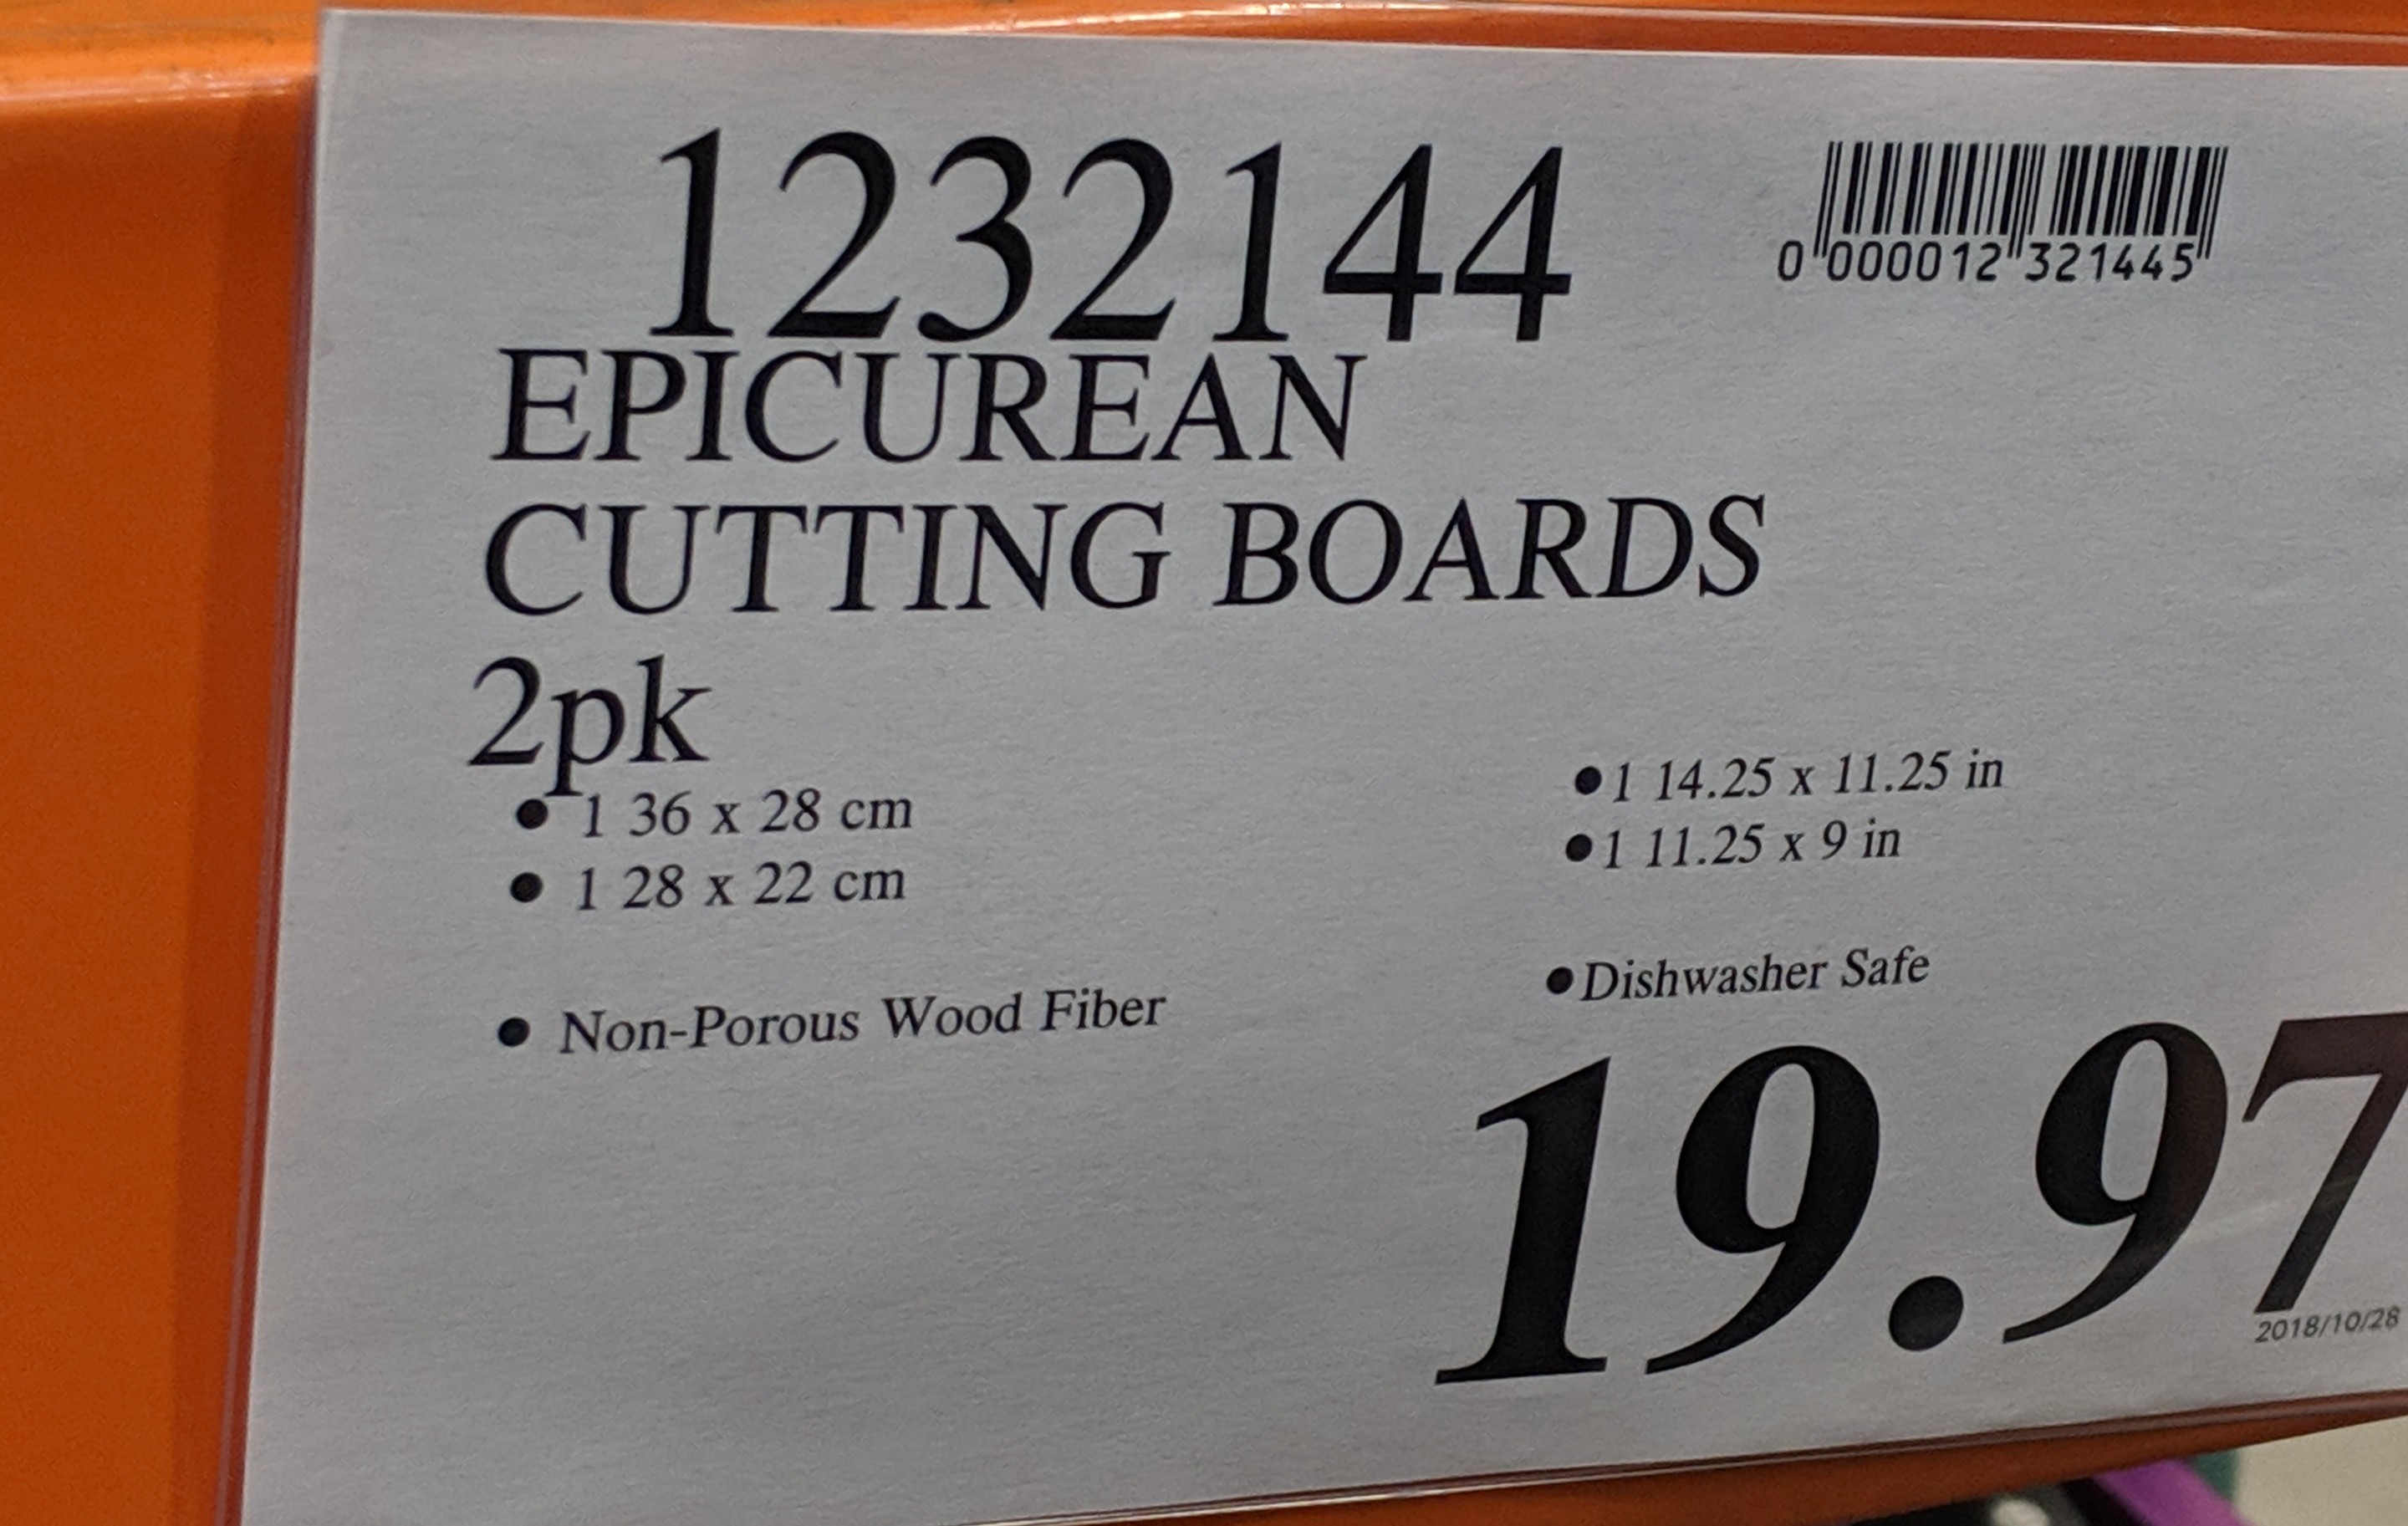 1232144
0 000012 321445
EPICUREAN
CUTTING BOARDS
2pk
● 1 36 x 28 cm
● 1 28 x 22 cm
●1 14.25 x 11.25 in
●1 11.25 x 9 in
● Non-Porous Wood Fiber
●Dishwasher Safe
19.97
2018/10/28